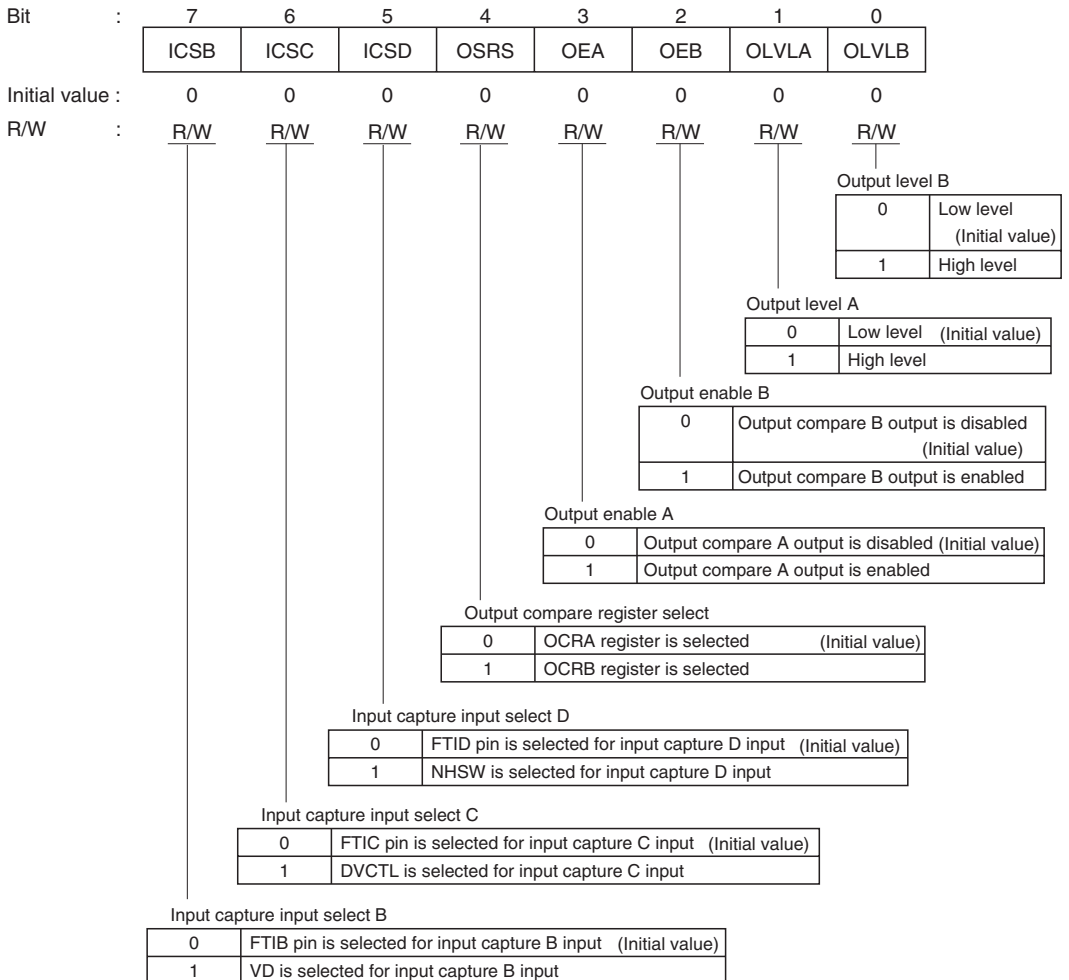 Bit : 7 6 5 4 3 2 1 0
ICSB ICSC ICSD OSRS OEA OEB OLVLA OLVLB
Initial value : 0 0 0 0 0 0 0 0
R/W : R/W R/W R/W R/W R/W R/W R/W R/W
Output level B
0 Low level
(Initial value)
1 High level
Output level A
0 Low level (Initial value)
1 High level
Output enable B
0 Output compare B output is disabled
(Initial value)
1 Output compare B output is enabled
Output enable A
0 Output compare A output is disabled (Initial value)
1 Output compare A output is enabled
Output compare register select
0 OCRA register is selected (Initial value)
1 OCRB register is selected
Input capture input select D
0 FTID pin is selected for input capture D input (Initial value)
1 NHSW is selected for input capture D input
Input capture input select C
0 FTIC pin is selected for input capture C input (Initial value)
1 DVCTL is selected for input capture C input
Input capture input select B
0 FTIB pin is selected for input capture B input (Initial value)
1 VD is selected for input capture B input